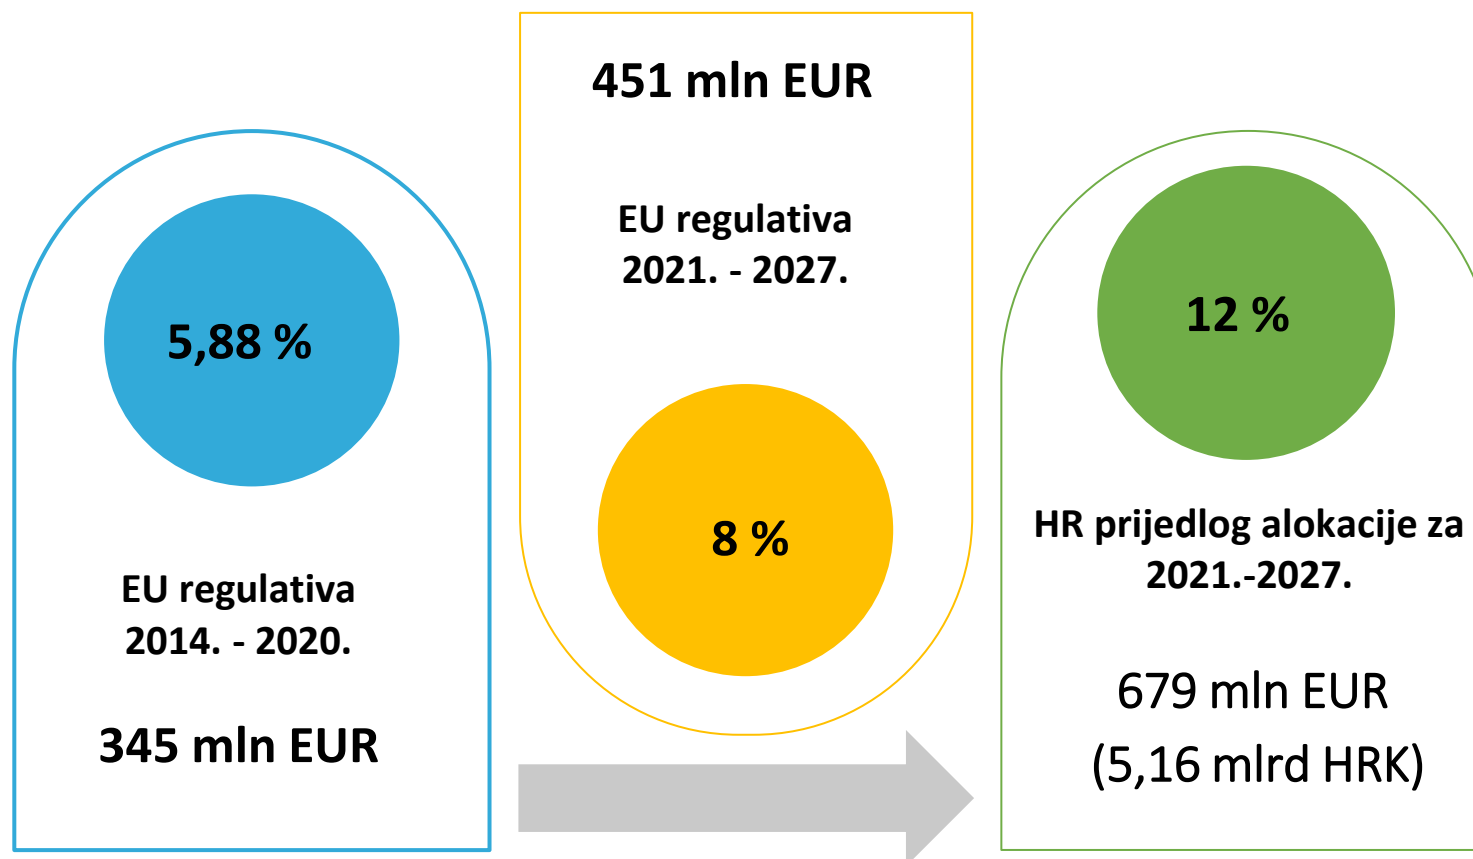 5,88 %
EU regulativa
2014. - 2020.
345 mln EUR
451 mln EUR
EU regulativa
2021. - 2027.
8 %
12 %
HR prijedlog alokacije za
2021.-2027.
679 mln EUR
(5,16 mlrd HRK)